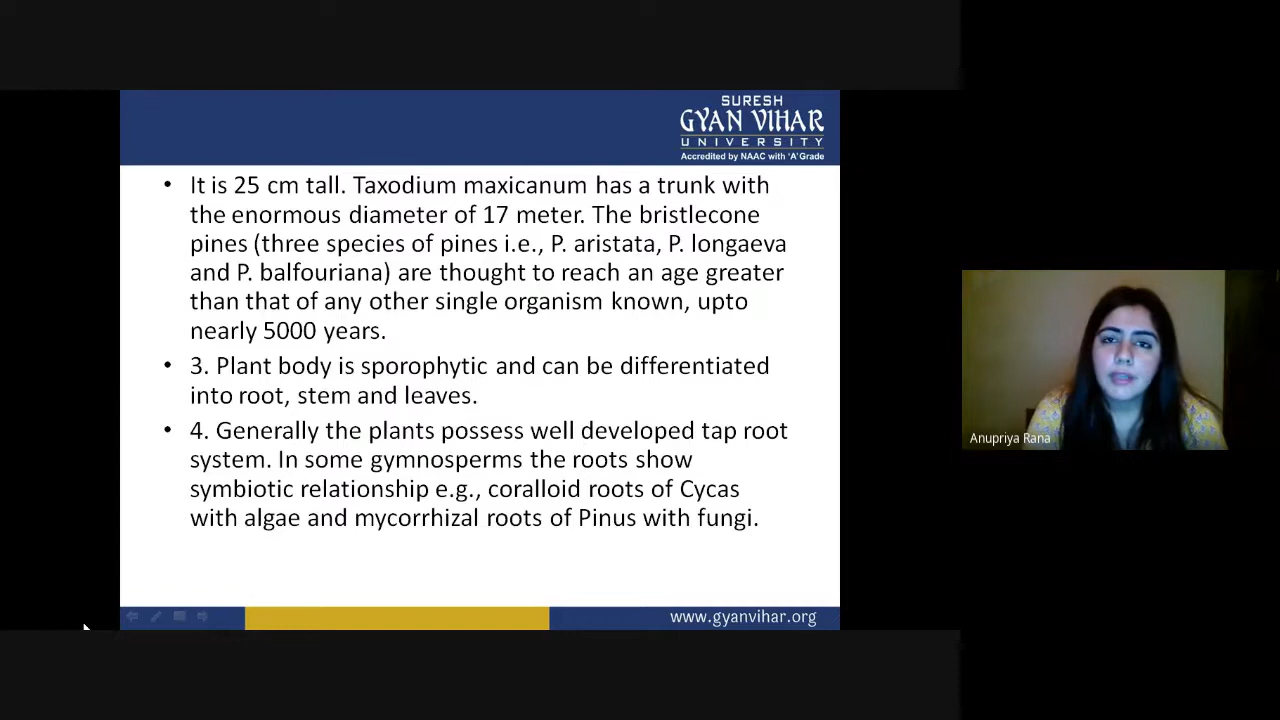 SURESH
GYAN VIHAR
UNIVERSITY
Accredited by NAAC with 'A' Grade
• It is 25 cm tall. Taxodium maxicanum has a trunk with
the enormous diameter of 17 meter. The bristlecone
pines (three species of pines i.e., P. aristata, P. longaeva
and P. balfouriana) are thought to reach an age greater
than that of any other single organism known, upto
nearly 5000 years.
• 3. Plant body is sporophytic and can be differentiated
into root, stem and leaves.
• 4. Generally the plants possess well developed tap root
system. In some gymnosperms the roots show
symbiotic relationship e.g., coralloid roots of Cycas
with algae and mycorrhizal roots of Pinus with fungi.
www.gyanvihar.org
Anupriya Rana